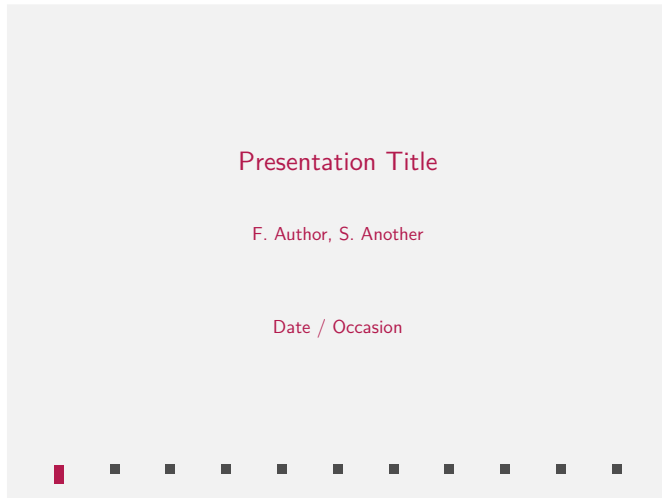 Presentation Title
F. Author, S. Another
Date / Occasion